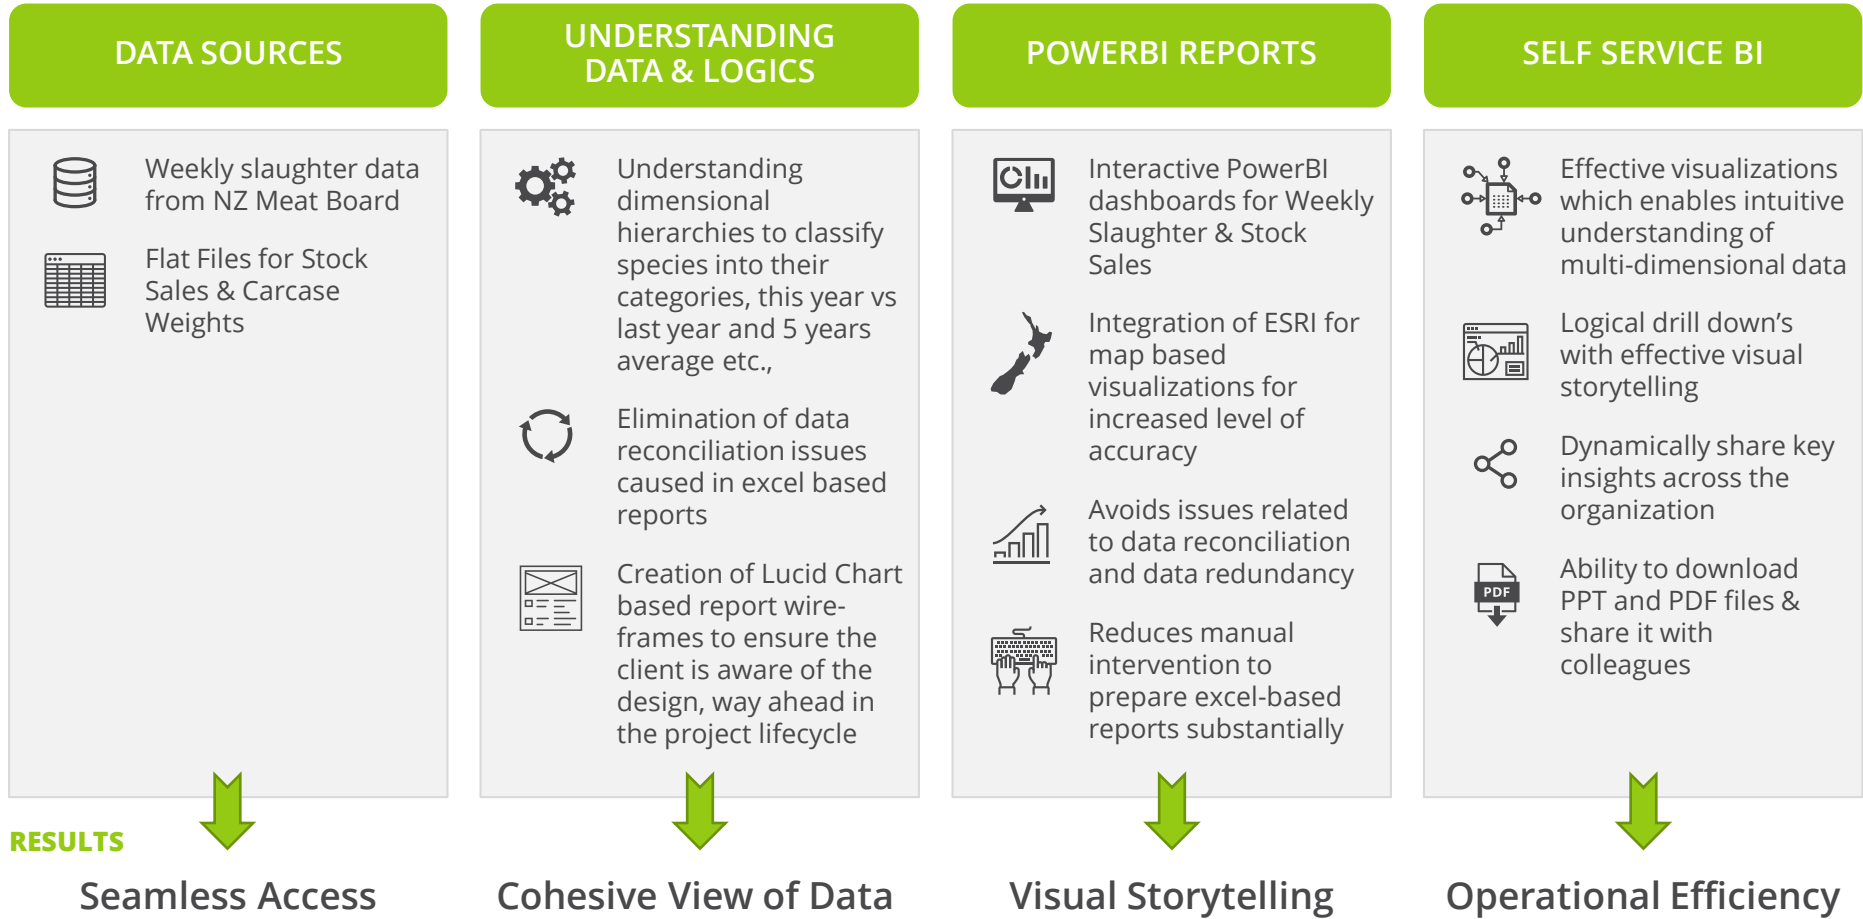 DATA SOURCES
Weekly slaughter data
from NZ Meat Board
Flat Files for Stock
Sales & Carcase
Weights
UNDERSTANDING
DATA & LOGICS
Understanding
dimensional
hierarchies to classify
species into their
categories, this year vs
last year and 5 years
average etc.,
Elimination of data
reconciliation issues
caused in excel based
reports
Creation of Lucid Chart
based report wire-
frames to ensure the
client is aware of the
design, way ahead in
the project lifecycle
POWERBI REPORTS
Interactive PowerBI
dashboards for Weekly
Slaughter & Stock
Sales
Integration of ESRI for
map based
visualizations for
increased level of
accuracy
Avoids issues related
to data reconciliation
and data redundancy
Reduces manual
intervention to
prepare excel-based
reports substantially
SELF SERVICE BI
Effective visualizations
which enables intuitive
understanding of
multi-dimensional data
Logical drill down’s
with effective visual
storytelling
Dynamically share key
insights across the
organization
PDF
Ability to download
PPT and PDF files &
share it with
colleagues
RESULTS
Seamless Access
Cohesive View of Data
Visual Storytelling
Operational Efficiency